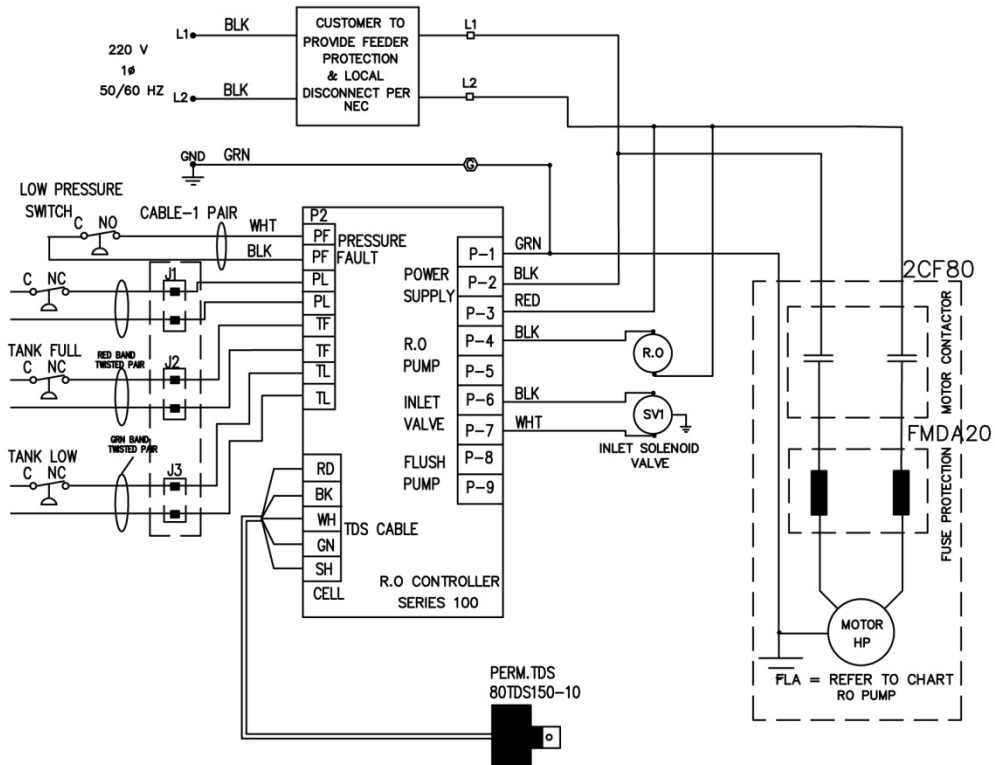 220 V
1ø
50/60 HZ
L1
BLK
L2
BLK
CUSTOMER TO
PROVIDE FEEDER
PROTECTION
& LOCAL
DISCONNECT PER
NEC
L1
L2
GND
GRN
G
LOW PRESSURE
SWITCH
C NO
CABLE-1 PAIR
WHT
BLK
C NC
J1
TANK FULL
C NC
RED BAND
TWISTED PAIR
J2
GRN BAND
TWISTED PAIR
TANK LOW
C NC
J3
P2
PF
PF
PL
PL
TF
TF
TL
TL
PRESSURE
FAULT
RD
BK
WH
GN
SH
CELL
TDS CABLE
POWER
SUPPLY
R.O
PUMP
INLET
VALVE
FLUSH
PUMP
P-1
P-2
P-3
P-4
P-5
P-6
P-7
P-8
P-9
R.O CONTROLLER
SERIES 100
GRN
BLK
RED
BLK
BLK
WHT
R.O
SV1
INLET SOLENOID
VALVE
2CF80
MOTOR CONTACTOR
FMDA20
FUSE PROTECTION
MOTOR
HP
FLA = REFER TO CHART
RO PUMP
PERM.TDS
80TDS150-10